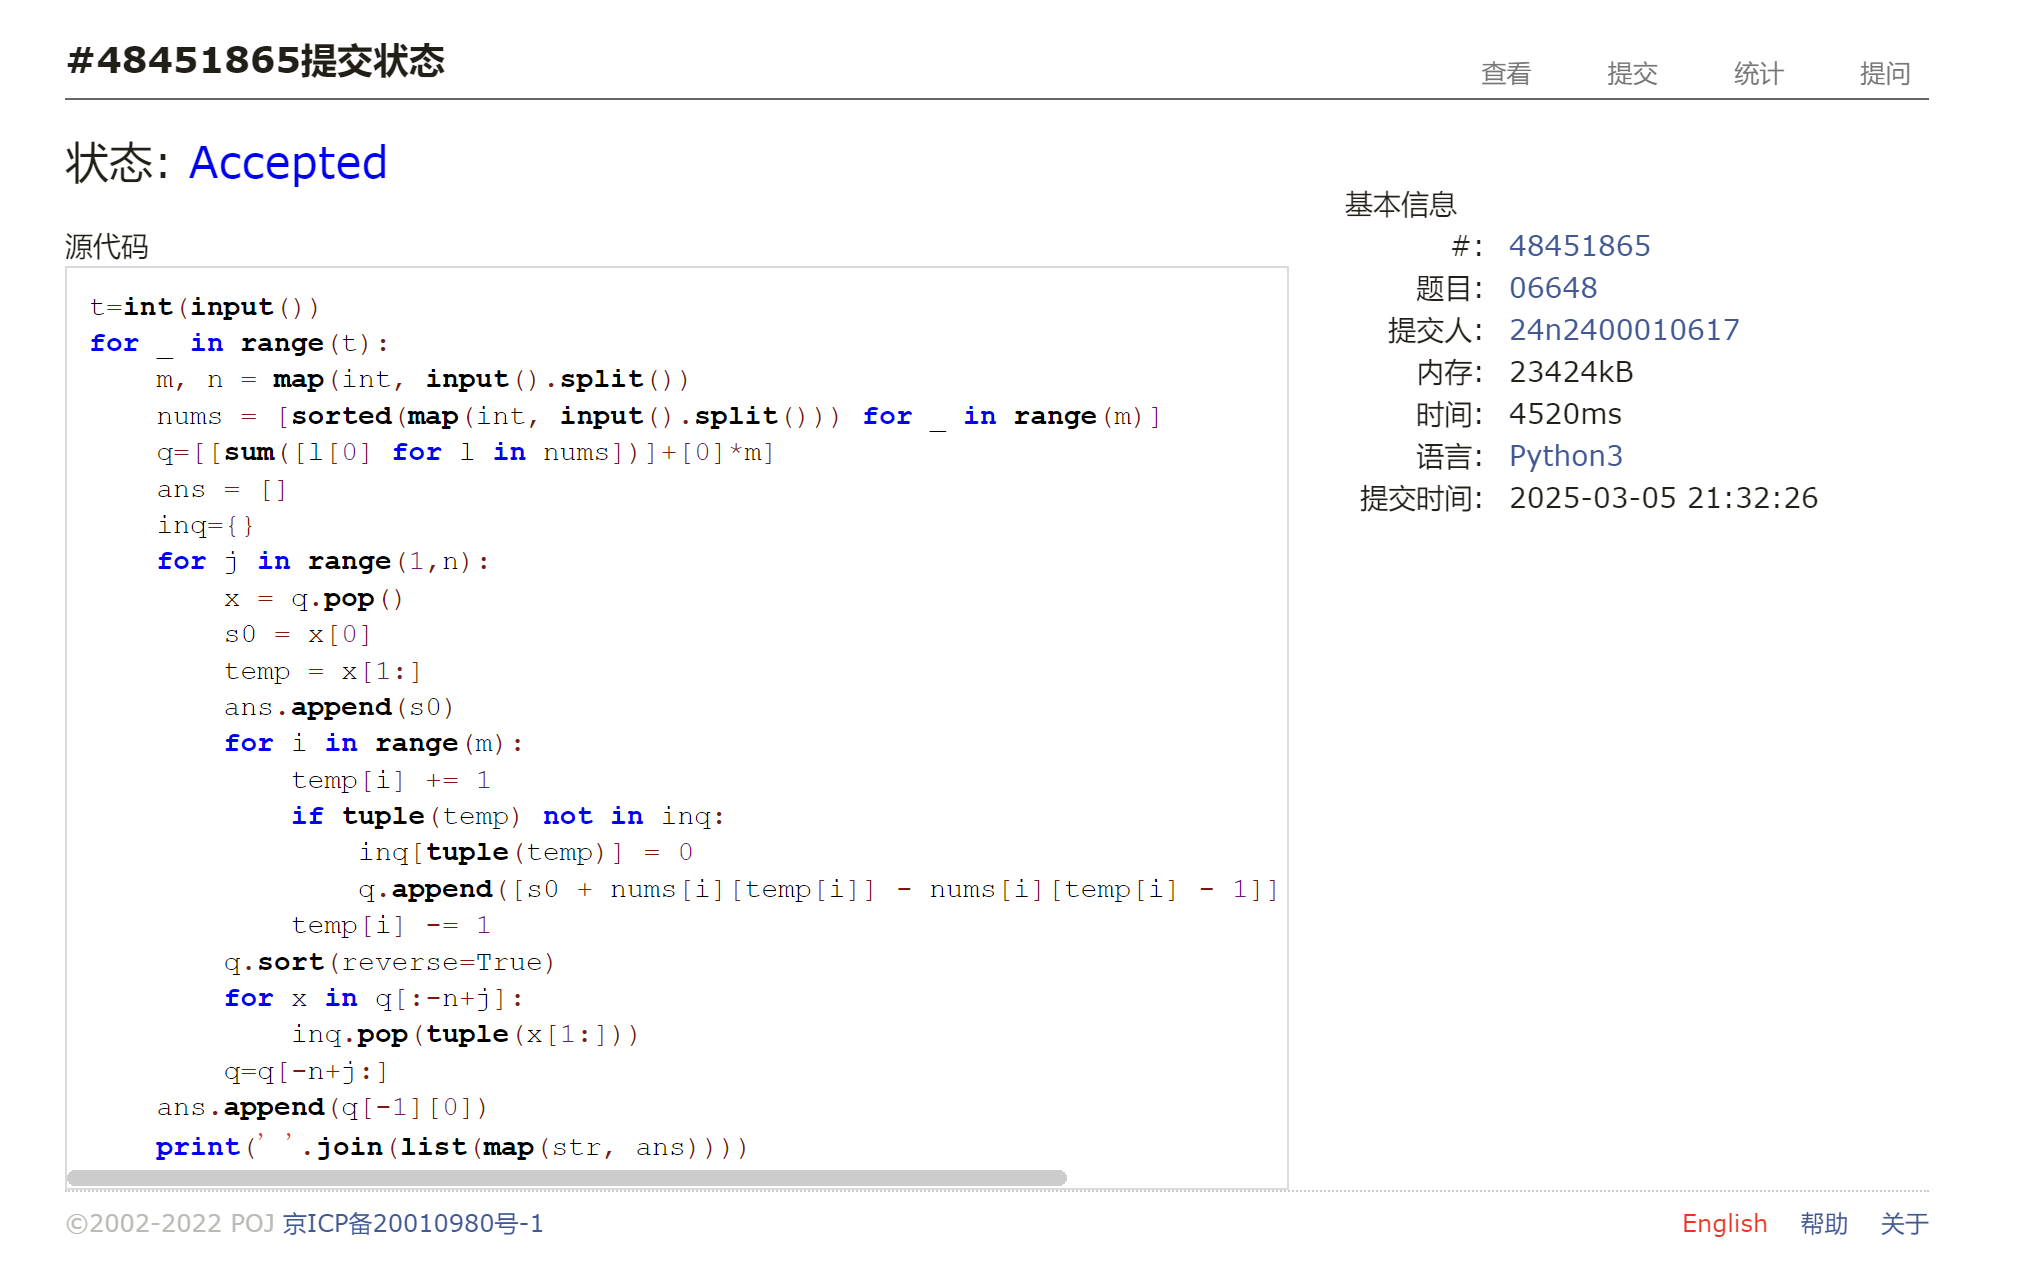 #48451865提交状态
查看 提交 统计 提问
状态: Accepted
源代码
t=int(input())
for _ in range(t):
    m, n = map(int, input().split())
    nums = [sorted(map(int, input().split())) for _ in range(m)]
    q=[[sum([l[0] for l in nums])]+[0]*m]
    ans = []
    inq={}
    for j in range(1,n):
        x = q.pop()
        s0 = x[0]
        temp = x[1:]
        ans.append(s0)
        for i in range(m):
            temp[i] += 1
            if tuple(temp) not in inq:
                inq[tuple(temp)] = 0
                q.append([s0 + nums[i][temp[i]] - nums[i][temp[i] - 1]]
            temp[i] -= 1
        q.sort(reverse=True)
        for x in q[:-n+j]:
            inq.pop(tuple(x[1:]))
        q=q[-n+j:]
    ans.append(q[-1][0])
    print(' '.join(list(map(str, ans))))
基本信息
#: 48451865
题目: 06648
提交人: 24n2400010617
内存: 23424kB
时间: 4520ms
语言: Python3
提交时间: 2025-03-05 21:32:26
©2002-2022 POJ 京ICP备20010980号-1
English 帮助 关于